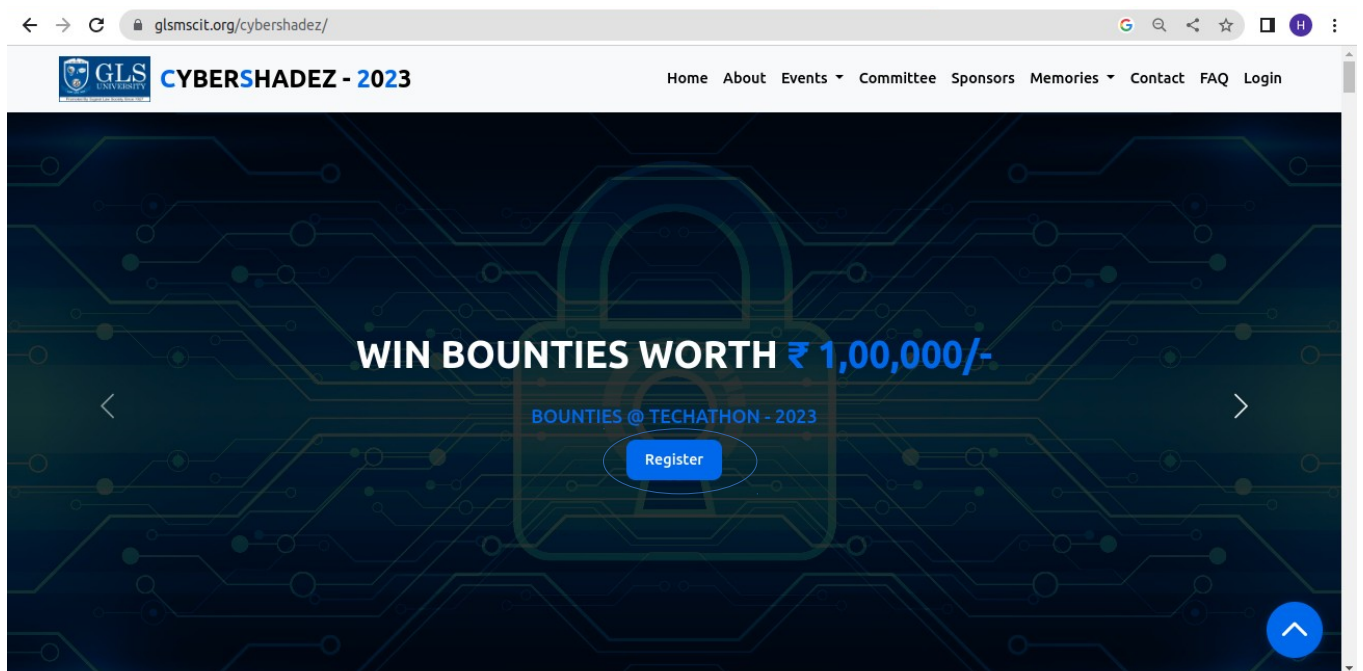 glsmscit.org/cybershadez/
H
GLS
UNIVERSITY
CYBERSHADEZ - 2023
Home About Events Committee Sponsors Memories Contact FAQ Login
WIN BOUNTIES WORTH ₹ 1,00,000/-
BOUNTIES @ TECHATHON - 2023
Register